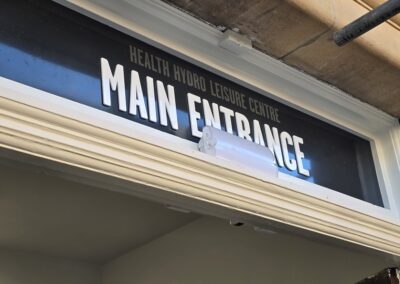 HEALTH HYDRO LEISURE CENTRE
MAIN ENTRANCE